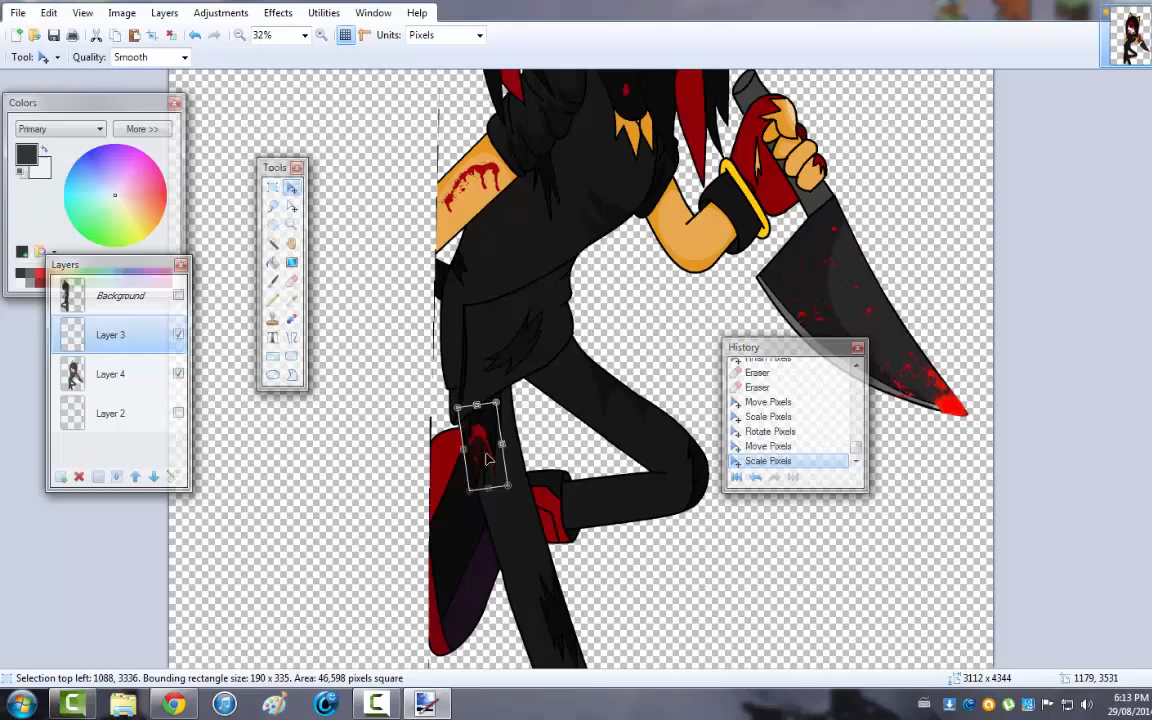 File Edit View Image Layers Adjustments Effects Utilities Window Help
32% Units: Pixels
Tool: Quality: Smooth
Colors
Primary More >>
Layers
Background
Layer 3
Layer 4
Layer 2
Tools
History
Finish Pixels
Eraser
Eraser
Move Pixels
Scale Pixels
Rotate Pixels
Move Pixels
Scale Pixels
Selection top left: 1088, 3336. Bounding rectangle size: 190 x 335. Area: 46,598 pixels square
3112 x 4344
1179, 3531
6:13 PM